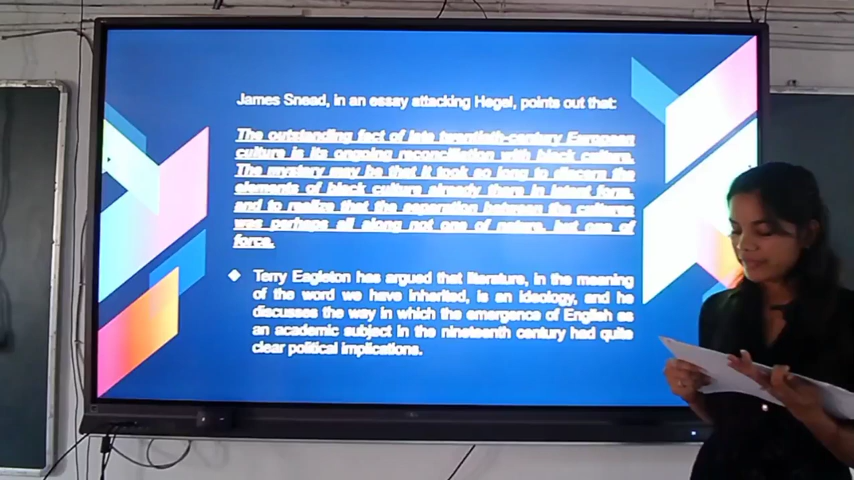 James Snead, in an essay attacking Hegel, points out that:
The outstanding fact of late twentieth-century European
culture is its ongoing reconciliation with black culture.
The mystery may be that it took so long to discern the
elements of black culture already there in latent form,
and to realize that the separation between the cultures
was perhaps all along not one of nature, but one of
force.
Terry Eagleton has argued that literature, in the meaning
of the word we have inherited, is an ideology, and he
discusses the way in which the emergence of English as
an academic subject in the nineteenth century had quite
clear political implications.